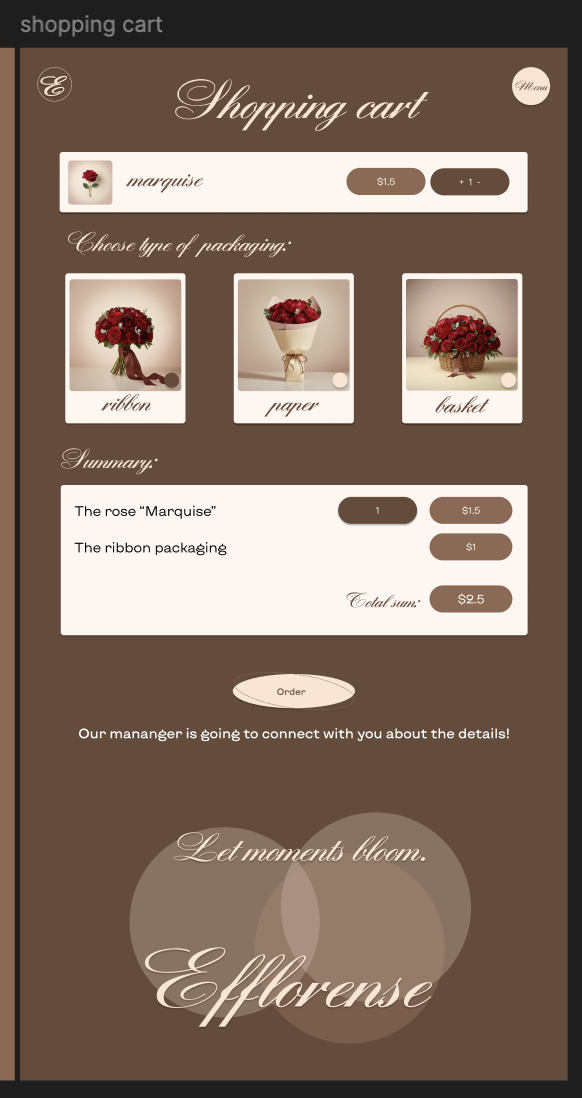 shopping cart
E
Shopping cart
Menu
marquise
$1,5
+ 1 -
Choose type of packaging:
ribbon
paper
basket
Summary:
The rose “Marquise”
1
$1,5
The ribbon packaging
$1
Total sum:
$2.5
Order
Our mananger is going to connect with you about the details!
Let moments bloom.
Efflorense